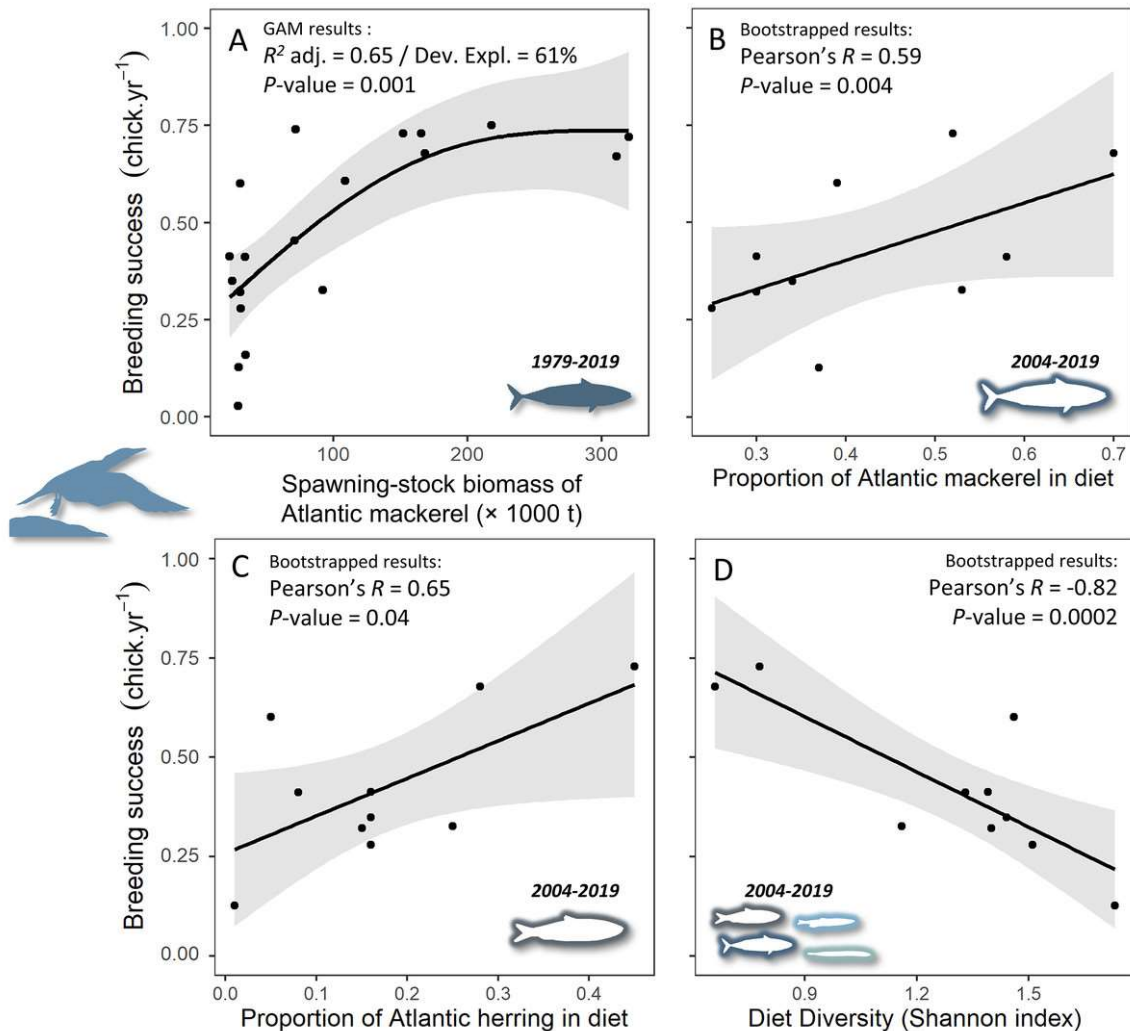 A
GAM results :
R² adj. = 0.65 / Dev. Expl. = 61%
P-value = 0.001
1.00
0.75
0.50
0.25
0.00
Breeding success (chick.yr⁻¹)
1979-2019
100
200
300
Spawning-stock biomass of
Atlantic mackerel (× 1000 t)
B
Bootstrapped results:
Pearson's R = 0.59
P-value = 0.004
2004-2019
0.3
0.4
0.5
0.6
0.7
Proportion of Atlantic mackerel in diet
C
Bootstrapped results:
Pearson's R = 0.65
P-value = 0.04
1.00
0.75
0.50
0.25
0.00
Breeding success (chick.yr⁻¹)
2004-2019
0.0
0.1
0.2
0.3
0.4
Proportion of Atlantic herring in diet
D
Bootstrapped results:
Pearson's R = -0.82
P-value = 0.0002
2004-2019
0.9
1.2
1.5
Diet Diversity (Shannon index)